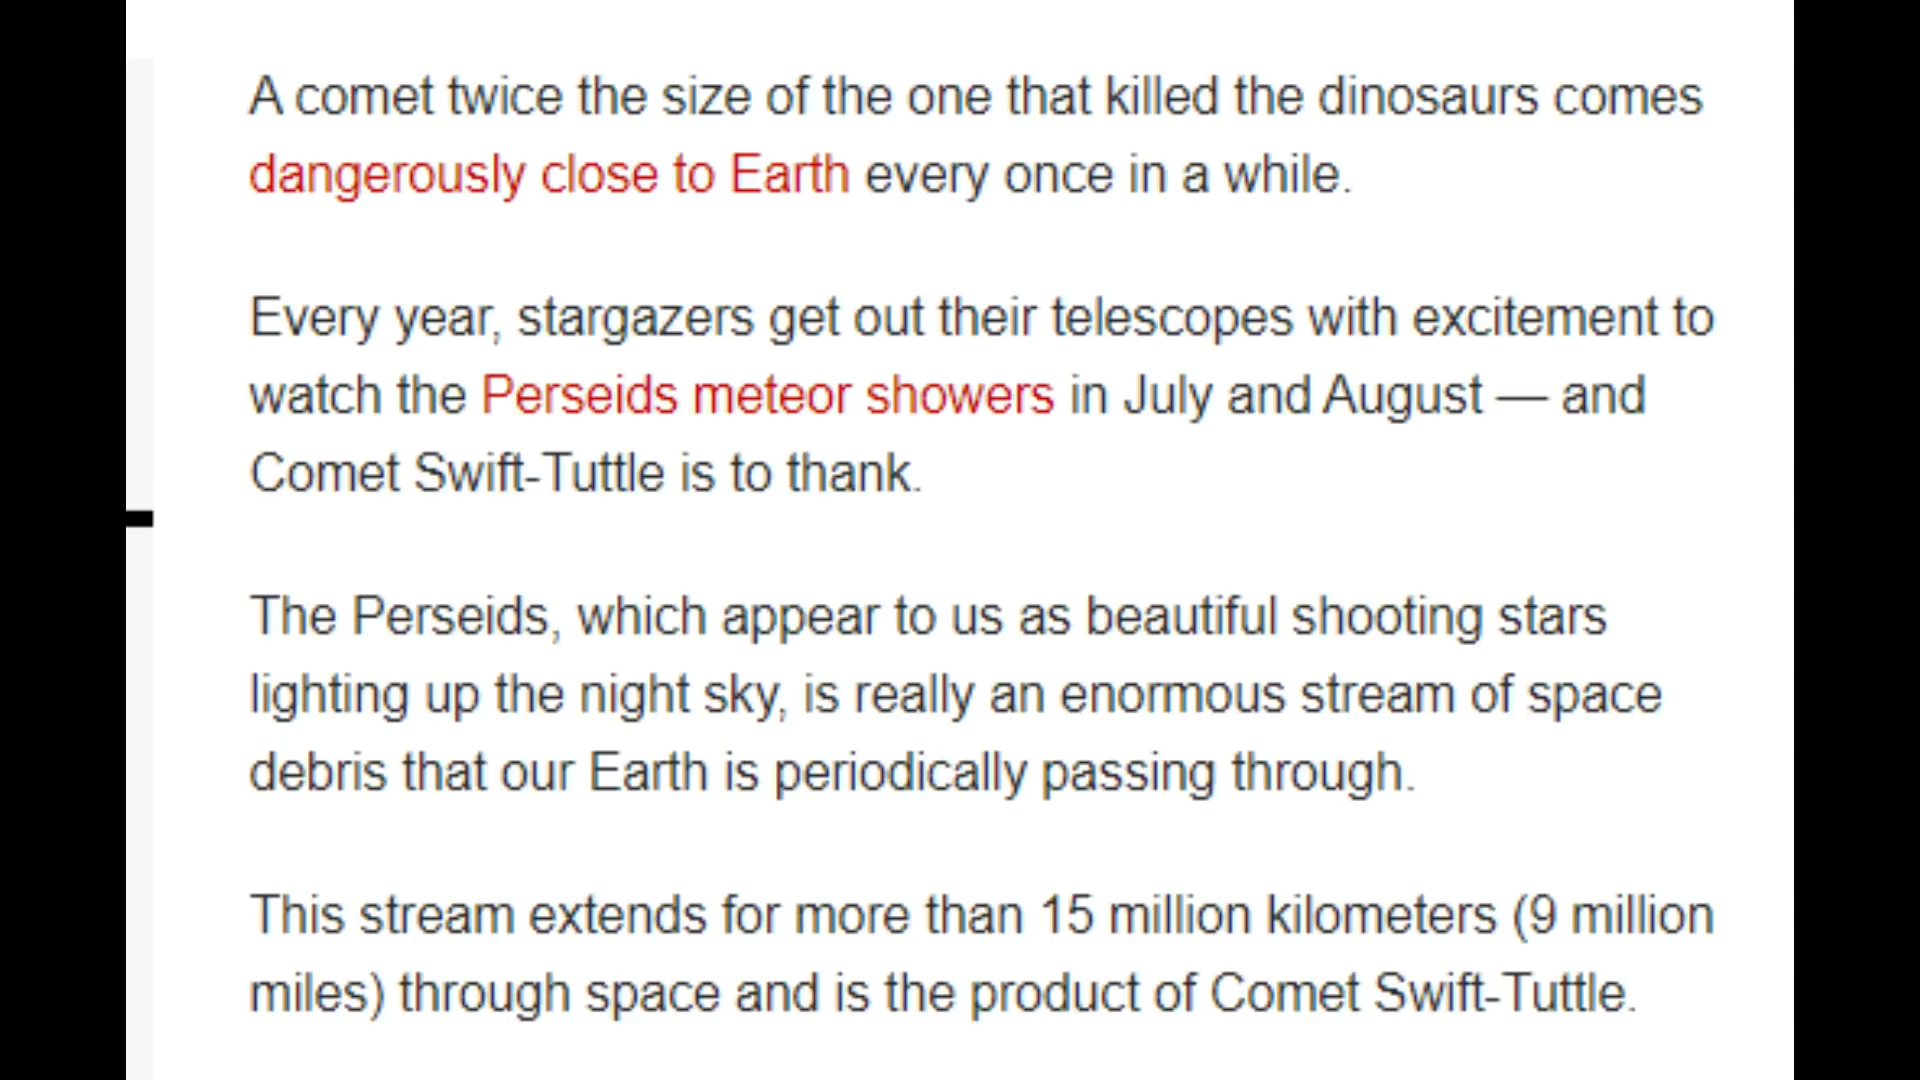 A comet twice the size of the one that killed the dinosaurs comes
dangerously close to Earth every once in a while.
Every year, stargazers get out their telescopes with excitement to
watch the Perseids meteor showers in July and August — and
Comet Swift-Tuttle is to thank.
The Perseids, which appear to us as beautiful shooting stars
lighting up the night sky, is really an enormous stream of space
debris that our Earth is periodically passing through.
This stream extends for more than 15 million kilometers (9 million
miles) through space and is the product of Comet Swift-Tuttle.